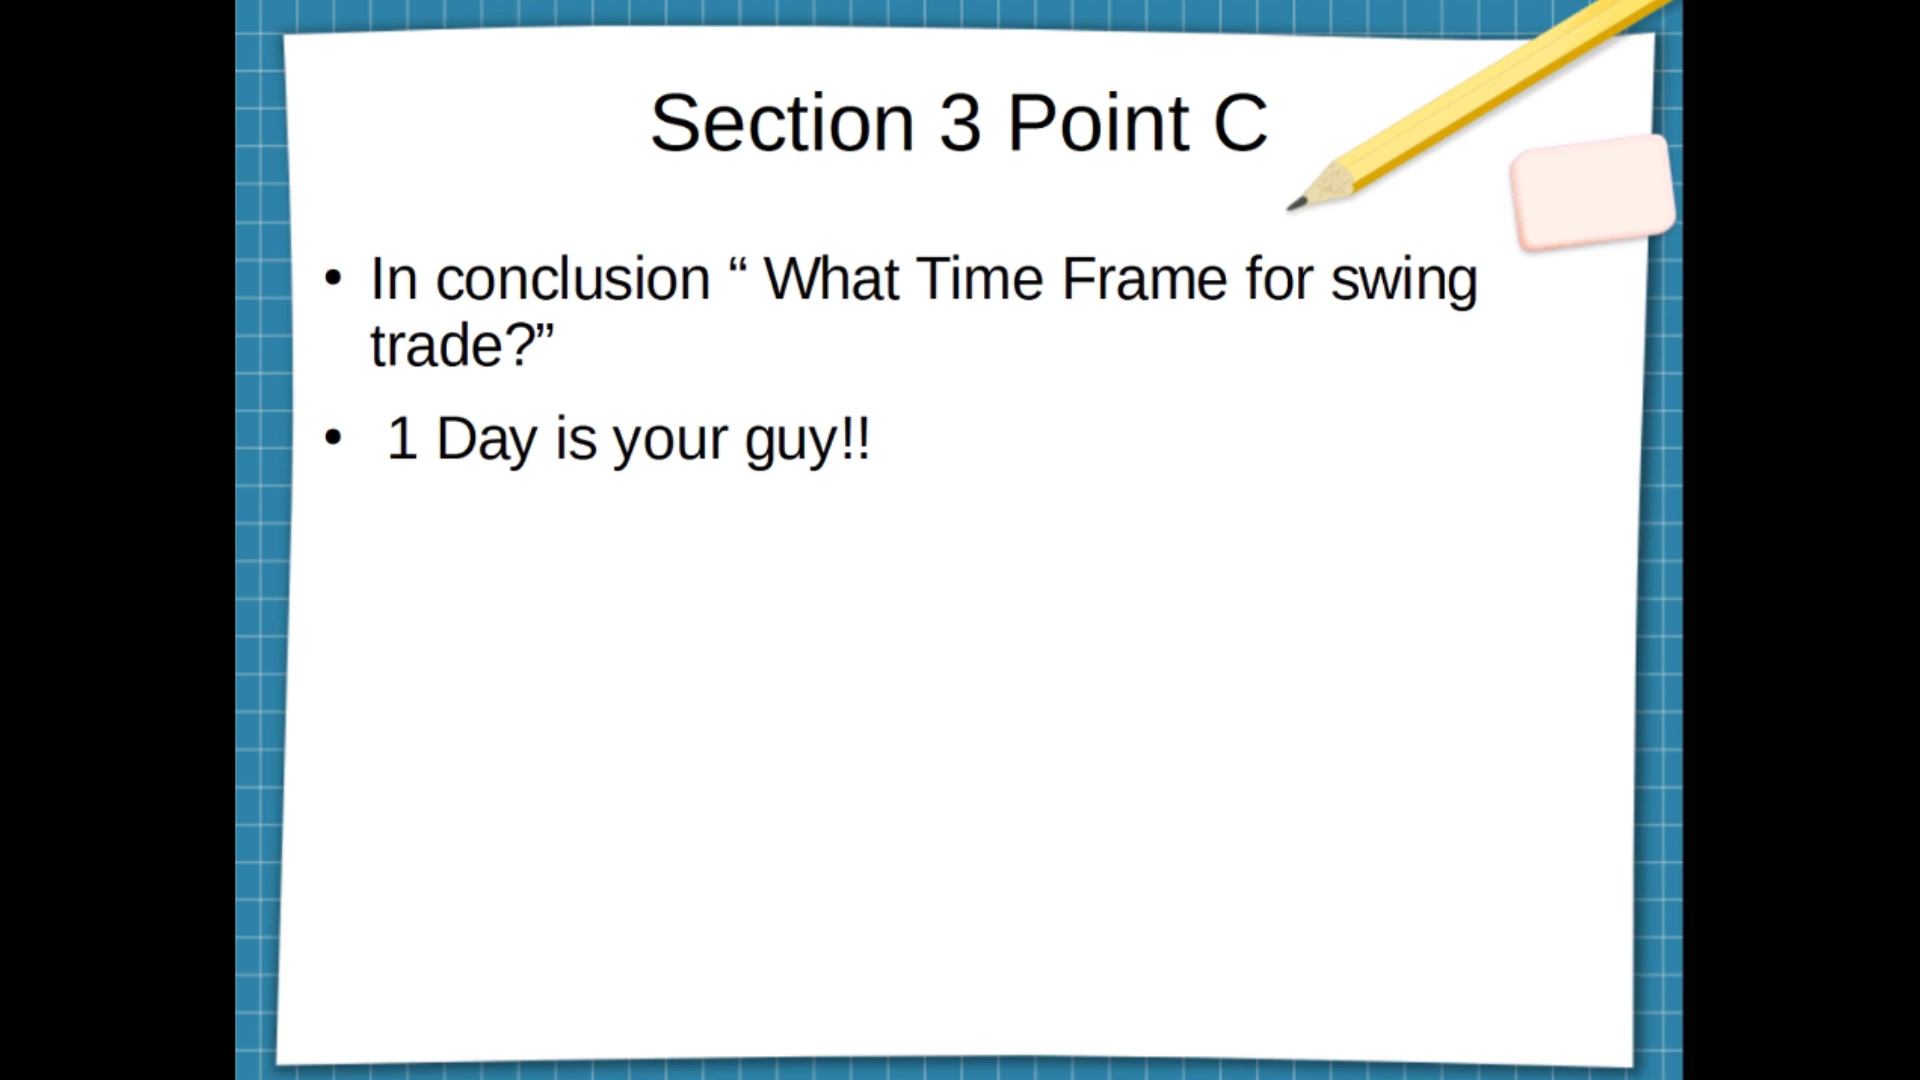 Section 3 Point C
• In conclusion “ What Time Frame for swing
trade?”
• 1 Day is your guy!!